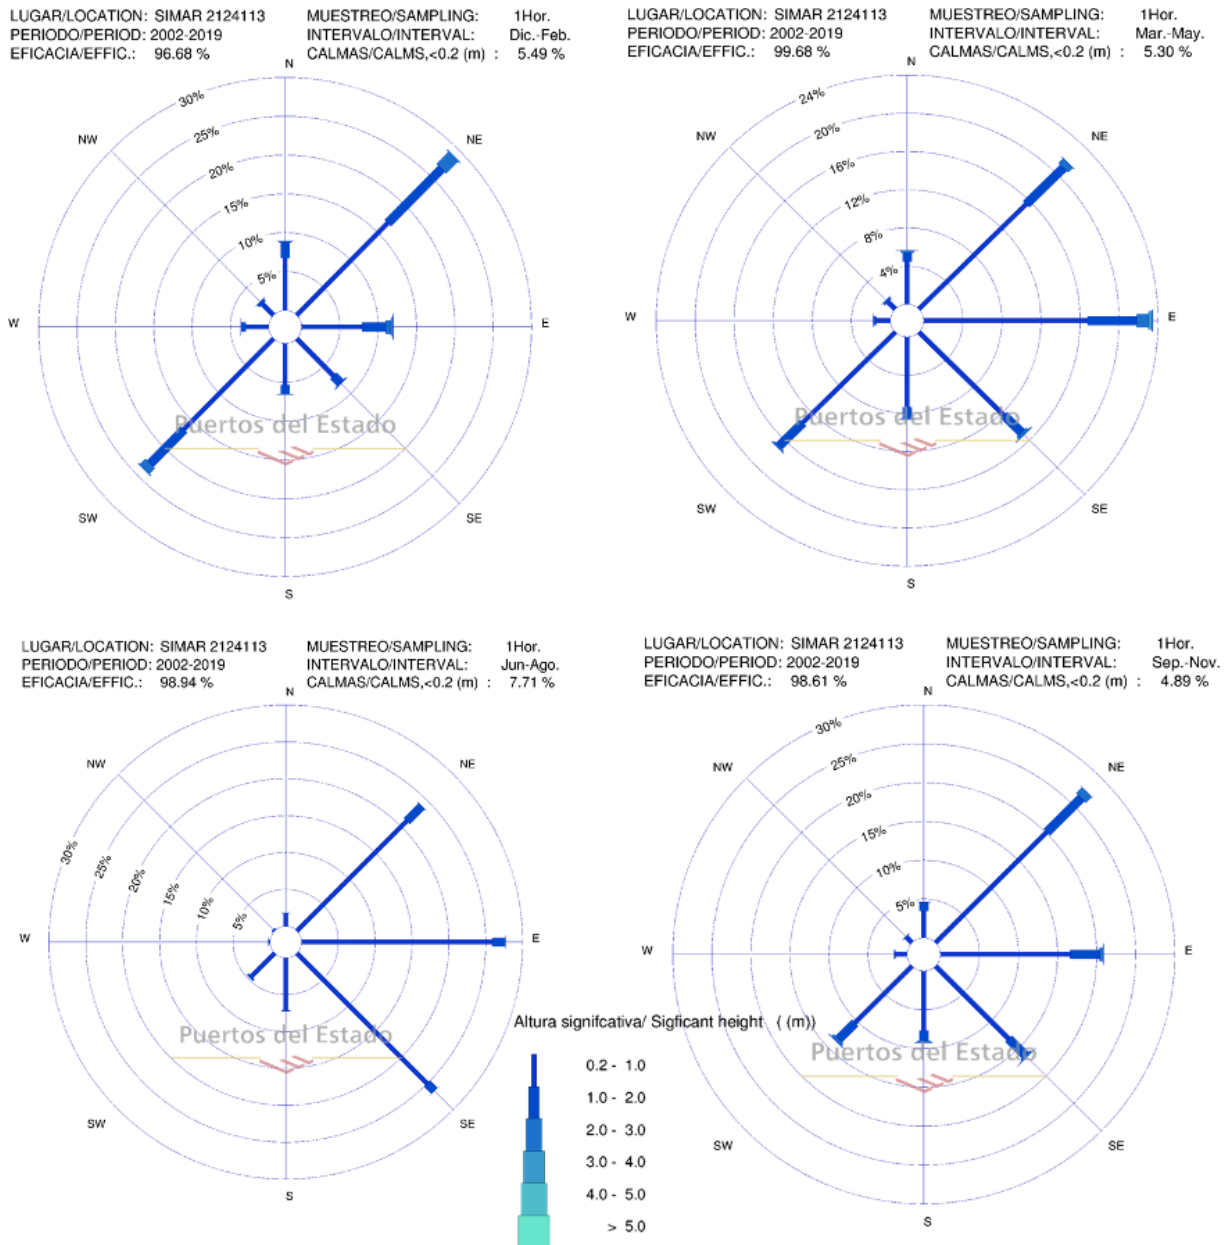 LUGAR/LOCATION: SIMAR 2124113 MUESTREO/SAMPLING: 1Hor.
PERIODO/PERIOD: 2002-2019 INTERVALO/INTERVAL: Dic.-Feb.
EFICACIA/EFFIC.: 96.68 % CALMAS/CALMS,<0.2 (m) : 5.49 %
N
30%
25%
20%
15%
10%
5%
NW
NE
W
E
Puertos del Estado
SW
SE
S
LUGAR/LOCATION: SIMAR 2124113 MUESTREO/SAMPLING: 1Hor.
PERIODO/PERIOD: 2002-2019 INTERVALO/INTERVAL: Mar.-May.
EFICACIA/EFFIC.: 99.68 % CALMAS/CALMS,<0.2 (m) : 5.30 %
N
24%
20%
16%
12%
8%
4%
NW
NE
W
E
Puertos del Estado
SW
SE
S
LUGAR/LOCATION: SIMAR 2124113 MUESTREO/SAMPLING: 1Hor.
PERIODO/PERIOD: 2002-2019 INTERVALO/INTERVAL: Jun-Ago.
EFICACIA/EFFIC.: 98.94 % CALMAS/CALMS,<0.2 (m) : 7.71 %
N
NW
NE
30%
25%
20%
15%
10%
5%
W
E
Puertos del Estado
SW
SE
S
LUGAR/LOCATION: SIMAR 2124113 MUESTREO/SAMPLING: 1Hor.
PERIODO/PERIOD: 2002-2019 INTERVALO/INTERVAL: Sep.-Nov.
EFICACIA/EFFIC.: 98.61 % CALMAS/CALMS,<0.2 (m) : 4.89 %
N
30%
25%
20%
15%
10%
5%
NW
NE
W
E
Puertos del Estado
SW
SE
S
Altura signifcativa/ Sigficant height ( (m))
0.2 - 1.0
1.0 - 2.0
2.0 - 3.0
3.0 - 4.0
4.0 - 5.0
> 5.0